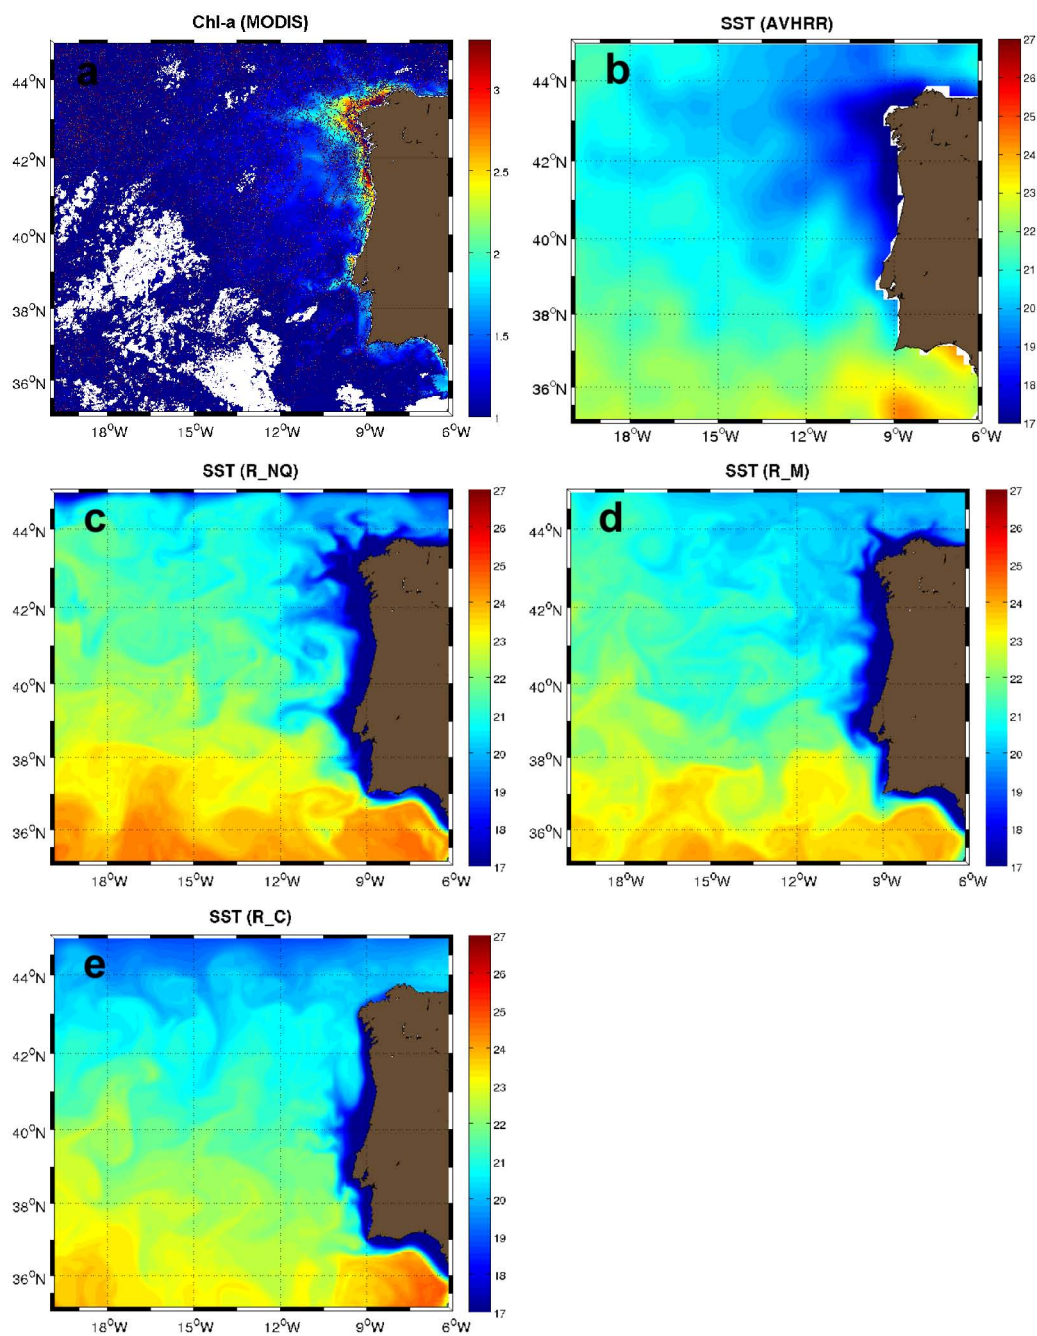 Chl-a (MODIS)
a
44°N
42°N
40°N
38°N
36°N
18°W 15°W 12°W 9°W 6°W
3
2.5
2
1.5
1
SST (AVHRR)
b
44°N
42°N
40°N
38°N
36°N
18°W 15°W 12°W 9°W 6°W
27
26
25
24
23
22
21
20
19
18
17
SST (R_NQ)
c
44°N
42°N
40°N
38°N
36°N
18°W 15°W 12°W 9°W 6°W
27
26
25
24
23
22
21
20
19
18
17
SST (R_M)
d
44°N
42°N
40°N
38°N
36°N
18°W 15°W 12°W 9°W 6°W
27
26
25
24
23
22
21
20
19
18
17
SST (R_C)
e
44°N
42°N
40°N
38°N
36°N
18°W 15°W 12°W 9°W 6°W
27
26
25
24
23
22
21
20
19
18
17